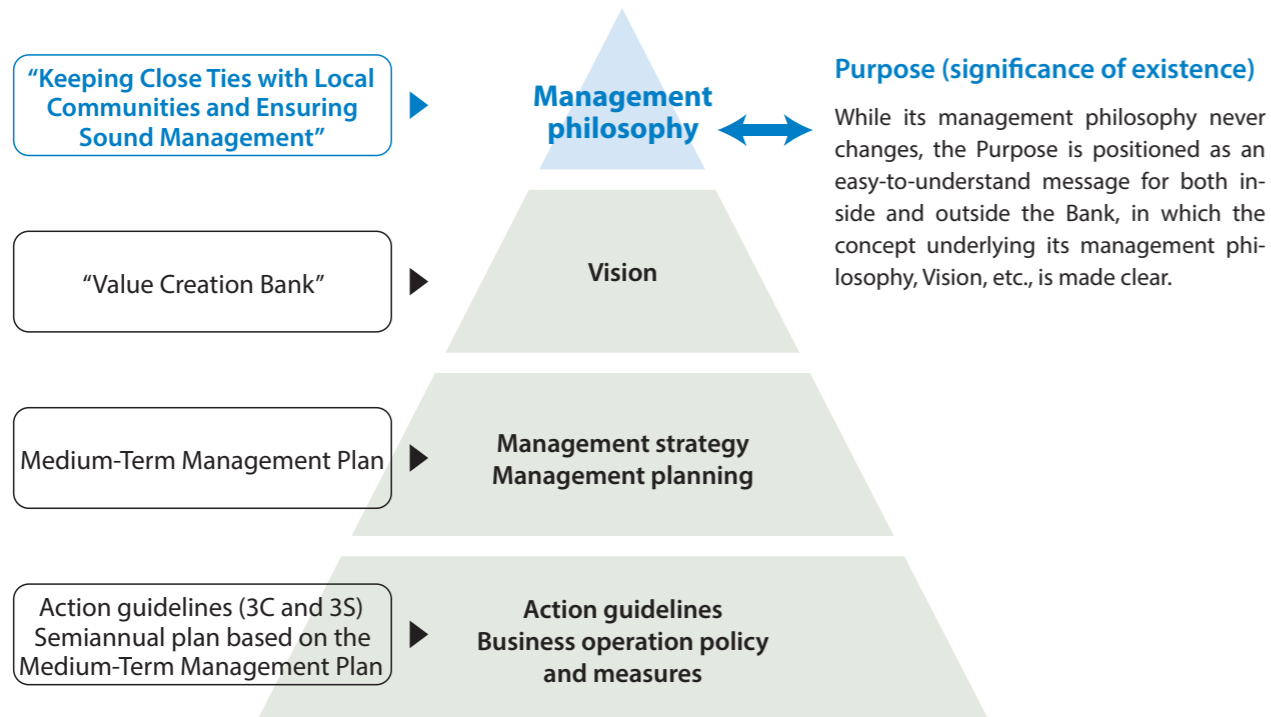 “Keeping Close Ties with Local
Communities and Ensuring
Sound Management”
Management
philosophy
Purpose (significance of existence)
While its management philosophy never
changes, the Purpose is positioned as an
easy-to-understand message for both in-
side and outside the Bank, in which the
concept underlying its management phi-
losophy, Vision, etc., is made clear.
“Value Creation Bank”
Vision
Medium-Term Management Plan
Management strategy
Management planning
Action guidelines (3C and 3S)
Semiannual plan based on the
Medium-Term Management Plan
Action guidelines
Business operation policy
and measures